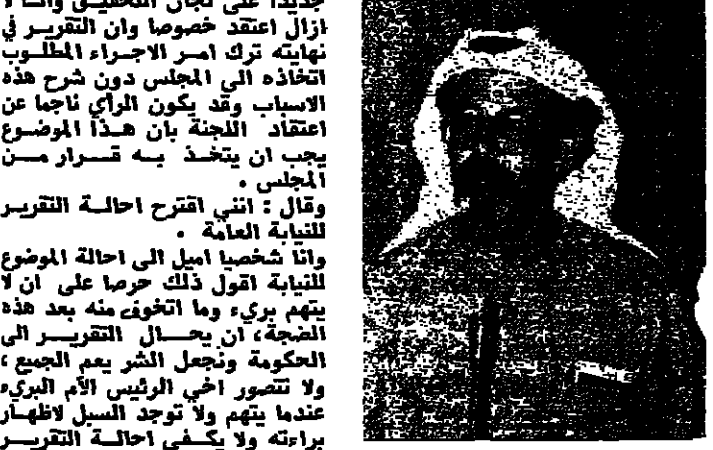 جديدا على لجان التحقيق وانا لا
ازال اعتقد خصوصا وان التقرير في
نهايته ترك امر الاجراء المطلوب
اتخاذه الى المجلس دون شرح هذه
الاسباب وقد يكون الرأي ناجما عن
اعتقاد اللجنة بان هذا الموضوع
يجب ان يتخذ به قرار من
المجلس .
وقال : انني اقترح احالة التقرير
للنيابة العامة .
وانا شخصيا اميل الى احالة الموضوع
للنيابة اقول ذلك حرصا على ان لا
يتهم بريء وما اتخوف منه بعد هذه
الضجة، ان يحال التقرير الى
الحكومة ونجعل الشر يعم الجميع ،
ولا تتصور اخي الرئيس الآم البريء
عندما يتهم ولا توجد السبل لاظهار
براءته ولا يكفي احالة التقرير